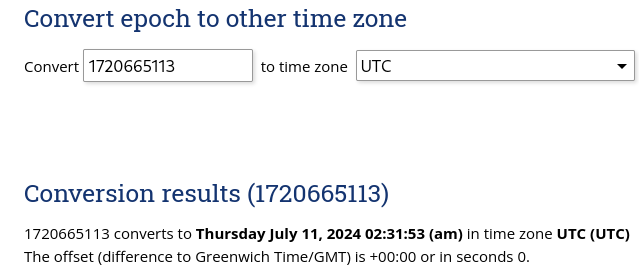 Convert epoch to other time zone
Convert 1720665113 to time zone UTC
Conversion results (1720665113)
1720665113 converts to Thursday July 11, 2024 02:31:53 (am) in time zone UTC (UTC)
The offset (difference to Greenwich Time/GMT) is +00:00 or in seconds 0.